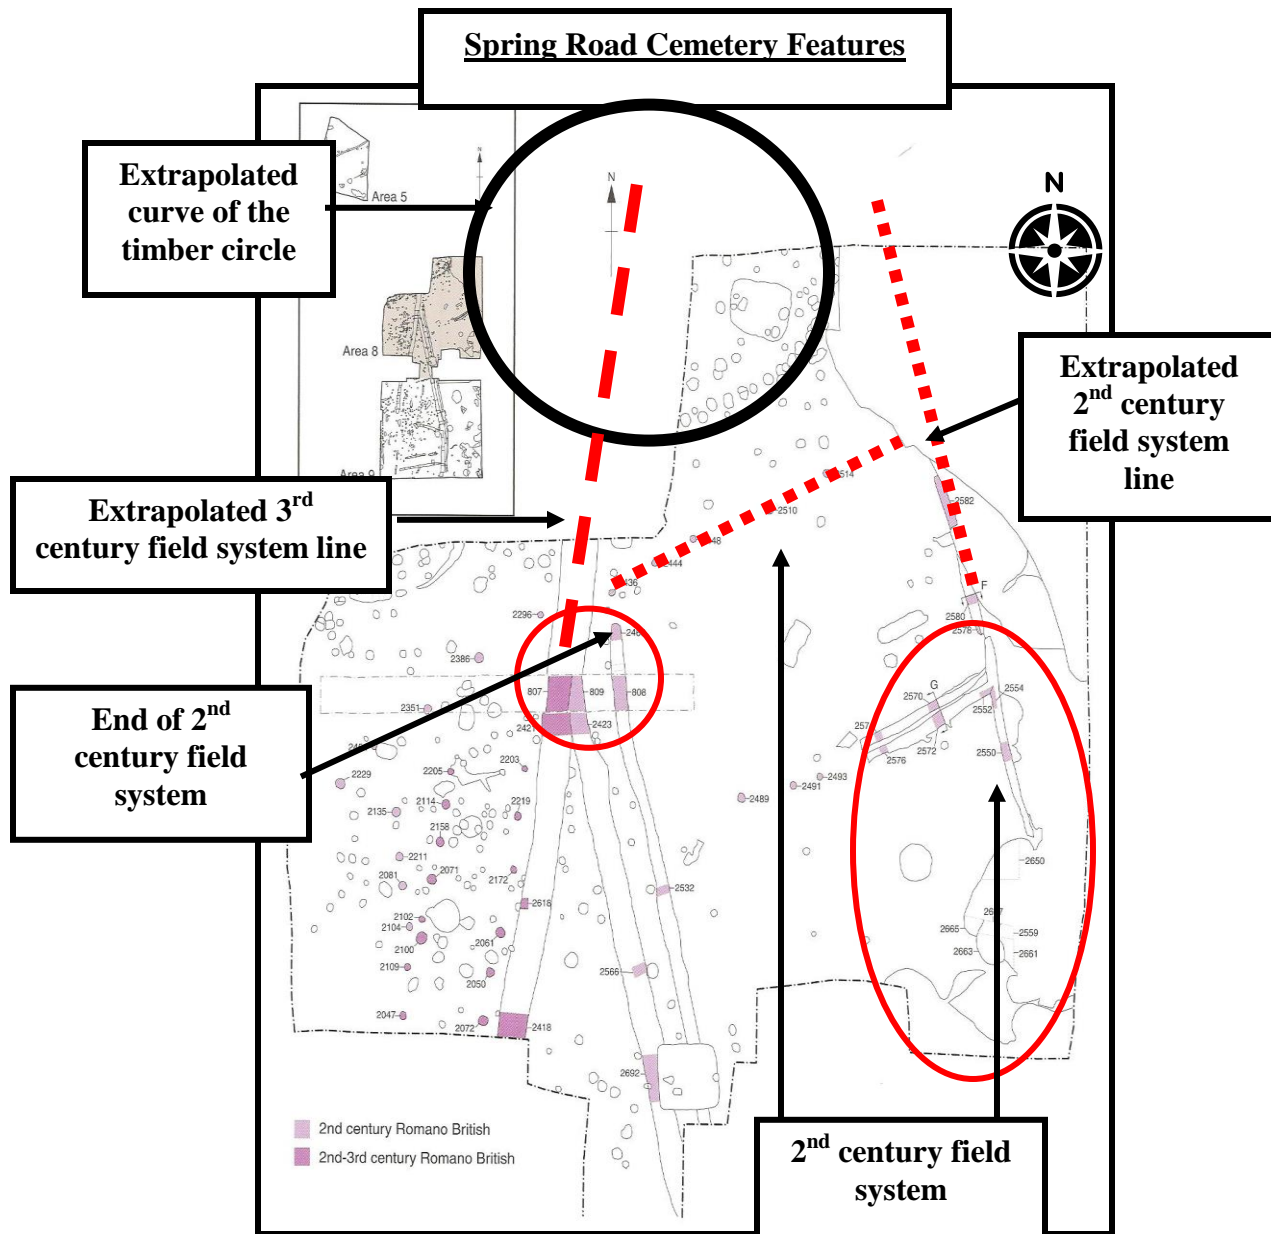 Spring Road Cemetery Features
Extrapolated
curve of the
timber circle
Area 5
N
N
N
Area 8
Extrapolated
2nd century
field system
line
Extrapolated 3rd
century field system line
2514
2510
2582
2444
2296
F
2580
2578
2386
End of 2nd
century field
system
807
809
808
2570
G
2554
2552
2351
2421
2423
2572
2550
2576
2203
2205
2229
2493
2491
2489
2114
2219
2135
2158
2211
2071
2172
2081
2650
2532
2618
2102
2104
2061
2665
2559
2100
2663
2661
2109
2050
2566
2047
2072
2418
2692
2nd century Romano British
2nd-3rd century Romano British
2nd century field
system